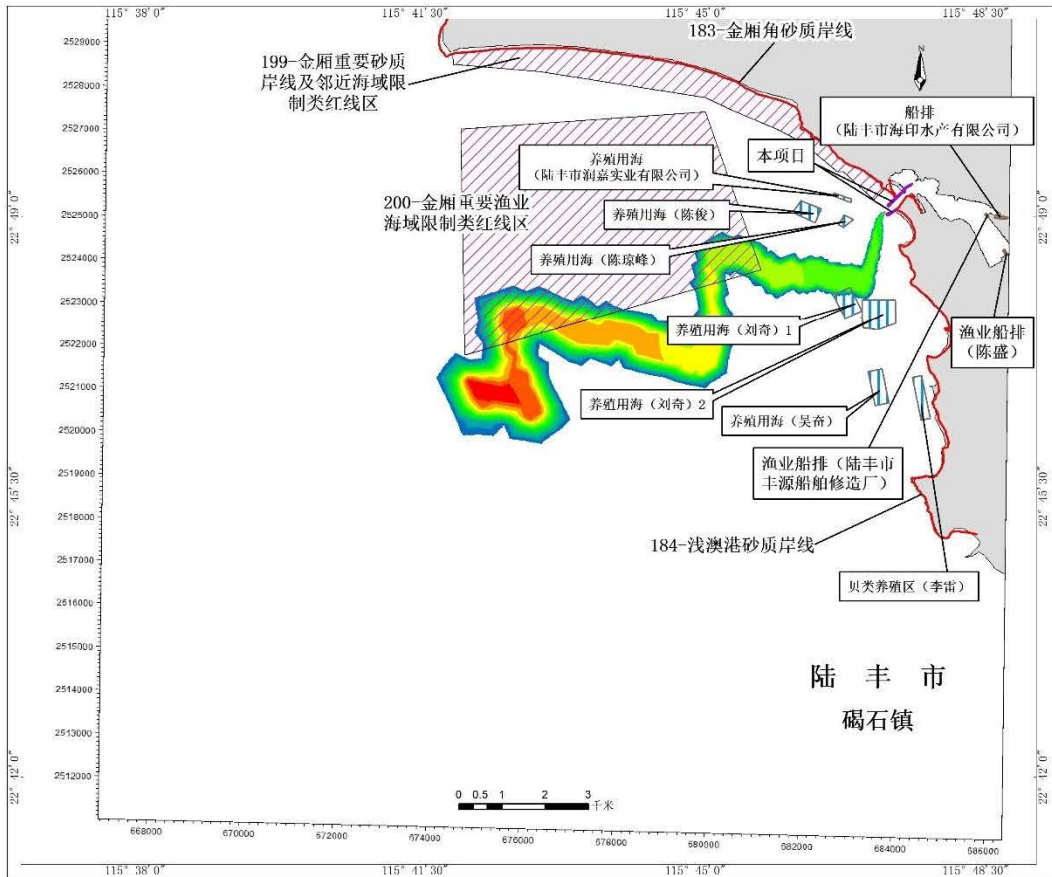 115° 38′ 0″
115° 41′ 30″
115° 45′ 0″
115° 48′ 30″
183-金厢角砂质岸线
N
199-金厢重要砂质
岸线及邻近海域限
制类红线区
船排
(陆丰市海印水产有限公司)
本项目
养殖用海
(陆丰市润嘉实业有限公司)
200-金厢重要渔业
海域限制类红线区
养殖用海(陈俊)
养殖用海(陈琼峰)
养殖用海(刘奇)1
渔业船排
(陈盛)
养殖用海(刘奇)2
养殖用海(吴奇)
渔业船排(陆丰市
丰源船舶修造厂)
184-浅澳港砂质岸线
贝类养殖区(李雷)
陆 丰 市
碣石镇
0 0.5 1 2 3
千米
2529000
2528000
2527000
2526000
2525000
2524000
2523000
2522000
2521000
2520000
2519000
2518000
2517000
2516000
2515000
2514000
2513000
2512000
22° 49′ 0″
22° 45′ 30″
22° 42′ 0″
22° 49′ 0″
22° 45′ 30″
22° 42′ 0″
668000
670000
672000
674000
676000
678000
680000
682000
684000
686000
115° 38′ 0″
115° 41′ 30″
115° 45′ 0″
115° 48′ 30″